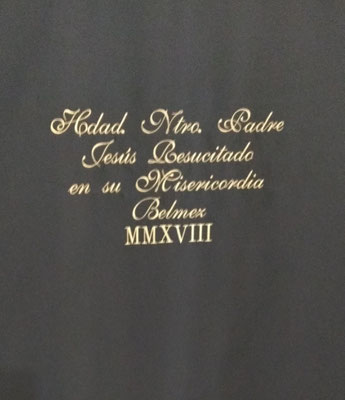 Hdad. Ntro. Padre
Jesús Resucitado
en su Misericordia
Belmez
MMXVIII